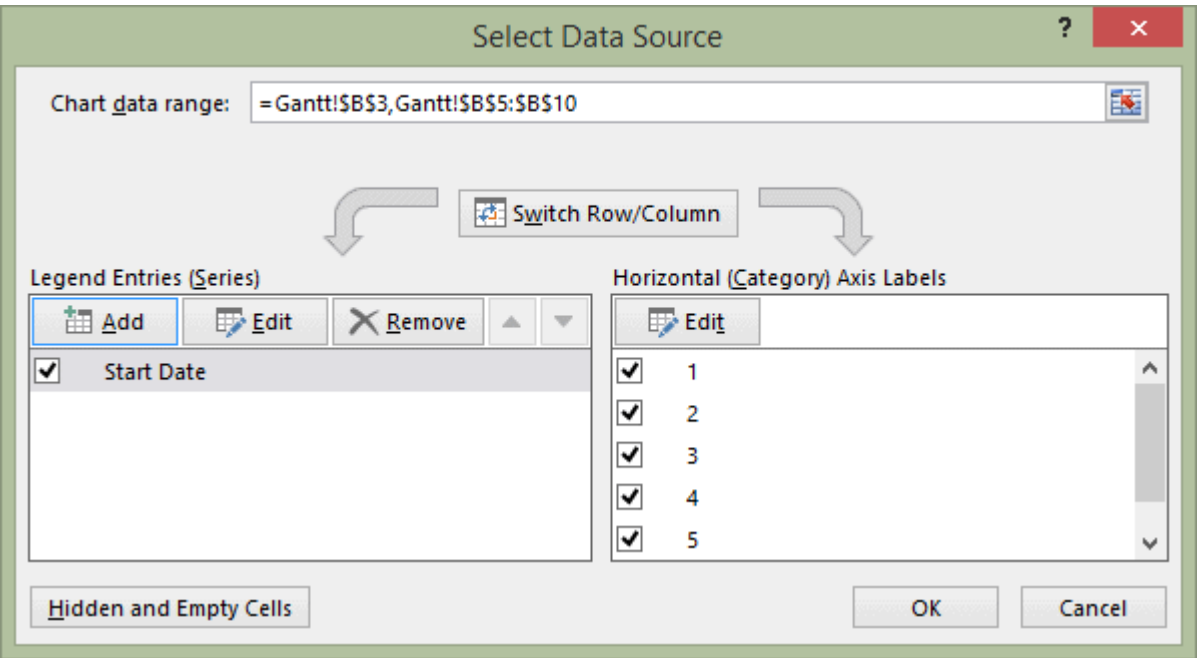 Select Data Source
?
Chart data range: =Gantt!$B$3,Gantt!$B$5:$B$10
Switch Row/Column
Legend Entries (Series)
Add Edit Remove
Start Date
Horizontal (Category) Axis Labels
Edit
1
2
3
4
5
Hidden and Empty Cells
OK Cancel